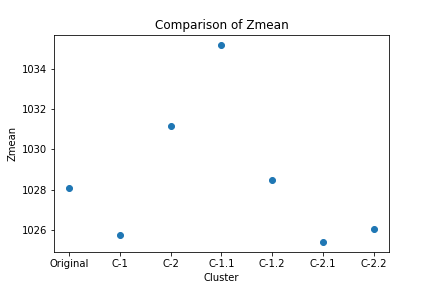 Comparison of Zmean
1034
1032
1030
1028
1026
Zmean
Original C-1 C-2 C-1.1 C-1.2 C-2.1 C-2.2
Cluster